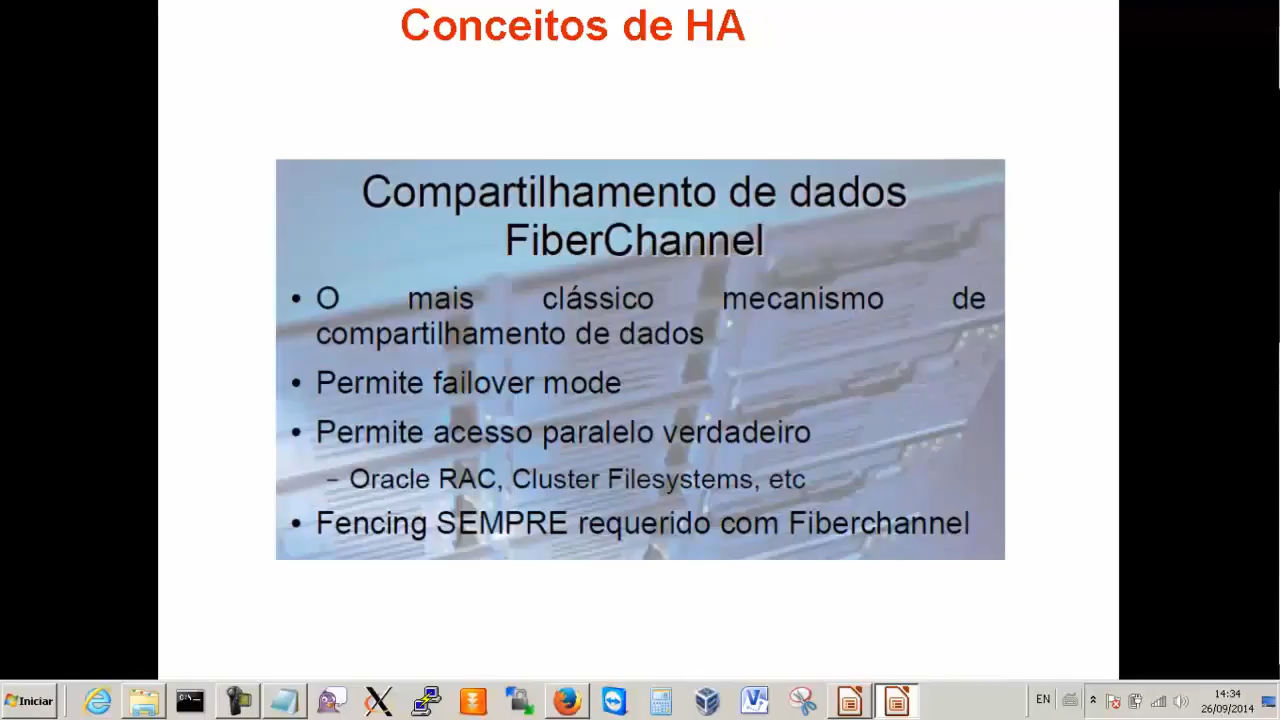 Conceitos de HA
Compartilhamento de dados
FiberChannel
• O mais clássico mecanismo de
compartilhamento de dados
• Permite failover mode
• Permite acesso paralelo verdadeiro
– Oracle RAC, Cluster Filesystems, etc
• Fencing SEMPRE requerido com Fiberchannel
Iniciar
EN
14:34
26/09/2014